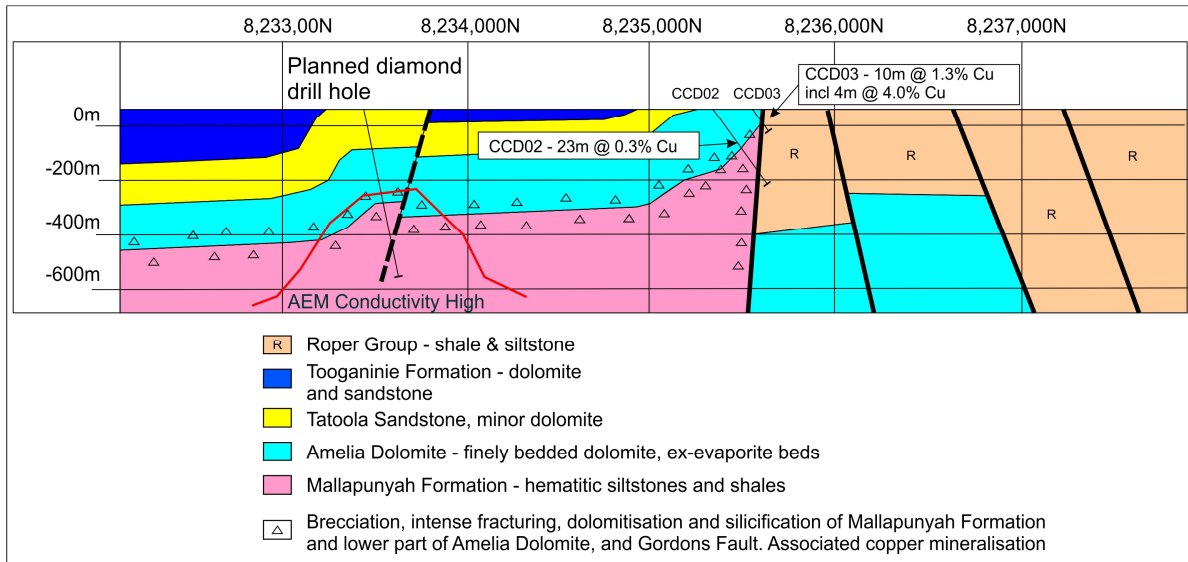 8,233,000N 8,234,000N 8,235,000N 8,236,000N 8,237,000N
Planned diamond
drill hole
CCD02 CCD03
CCD03 - 10m @ 1.3% Cu
incl 4m @ 4.0% Cu
0m
CCD02 - 23m @ 0.3% Cu
R R R
-200m
R
-400m
-600m
AEM Conductivity High
R Roper Group - shale & siltstone
Tooganinie Formation - dolomite
and sandstone
Tatoola Sandstone, minor dolomite
Amelia Dolomite - finely bedded dolomite, ex-evaporite beds
Mallapunyah Formation - hematitic siltstones and shales
Brecciation, intense fracturing, dolomitisation and silicification of Mallapunyah Formation
and lower part of Amelia Dolomite, and Gordons Fault. Associated copper mineralisation